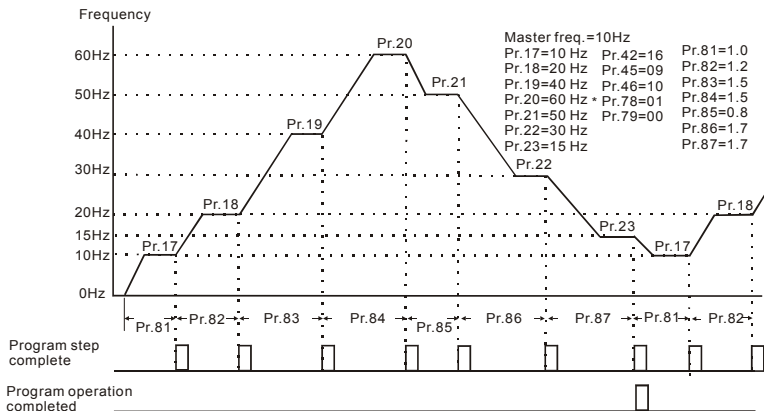 Frequency
Master freq.=10Hz
Pr.17=10 Hz Pr.42=16 Pr.81=1.0
Pr.18=20 Hz Pr.45=09 Pr.82=1.2
Pr.19=40 Hz Pr.46=10 Pr.83=1.5
Pr.20=60 Hz * Pr.78=01 Pr.84=1.5
Pr.21=50 Hz Pr.79=00 Pr.85=0.8
Pr.22=30 Hz Pr.86=1.7
Pr.23=15 Hz Pr.87=1.7
60Hz
50Hz
40Hz
30Hz
20Hz
15Hz
10Hz
0Hz
Pr.17
Pr.18
Pr.19
Pr.20
Pr.21
Pr.22
Pr.23
Pr.17
Pr.18
Pr.81 Pr.82 Pr.83 Pr.84 Pr.85 Pr.86 Pr.87 Pr.81 Pr.82
Program step
complete
Program operation
completed